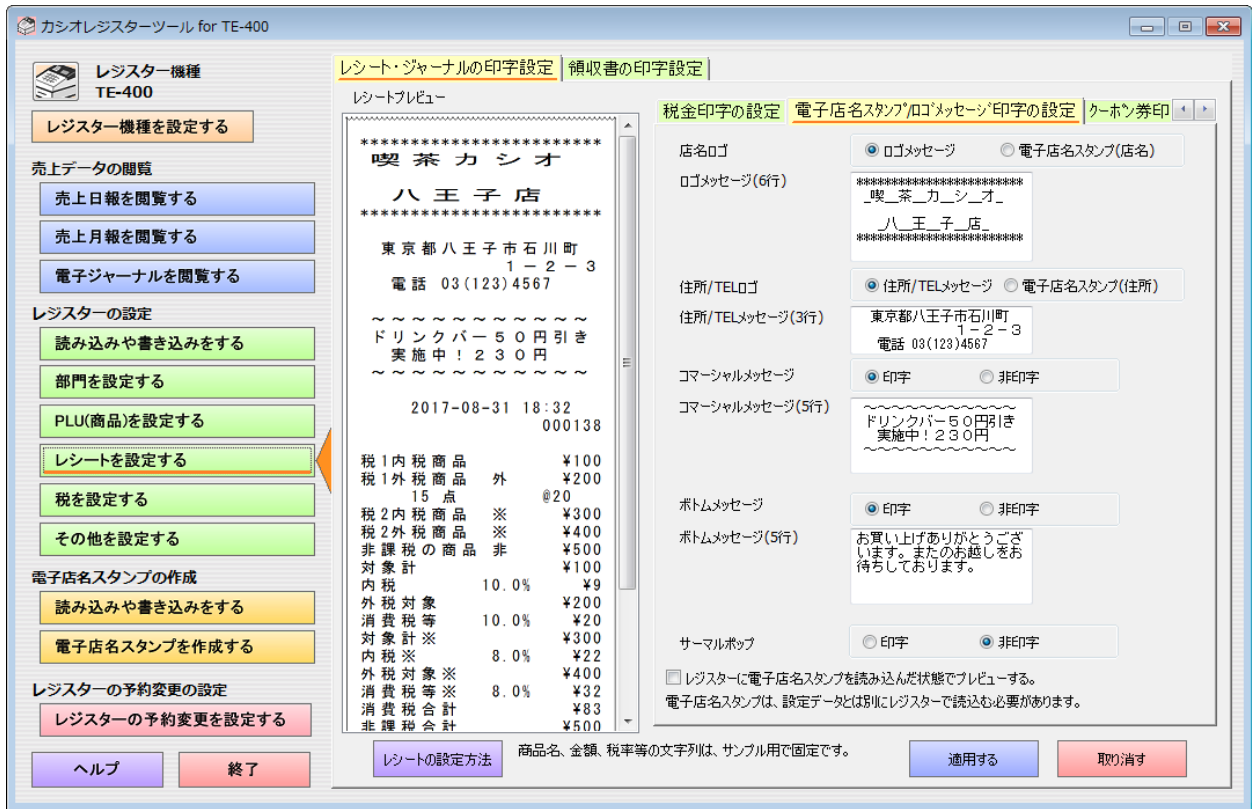 カシオレジスターツール for TE-400
レジスター機種
TE-400
レジスター機種を設定する
売上データの閲覧
売上日報を閲覧する
売上月報を閲覧する
電子ジャーナルを閲覧する
レジスターの設定
読み込みや書き込みをする
部門を設定する
PLU(商品)を設定する
レシートを設定する
税を設定する
その他を設定する
電子店名スタンプの作成
読み込みや書き込みをする
電子店名スタンプを作成する
レジスターの予約変更の設定
レジスターの予約変更を設定する
ヘルプ 終了
レシート・ジャーナルの印字設定 領収書の印字設定
レシートプレビュー
************************
喫茶カシオ
八王子店
************************
東京都八王子市石川町
1－2－3
電話 03(123)4567
～～～～～～～～～～～～
ドリンクバー５０円引き
実施中！２３０円
～～～～～～～～～～～～
2017-08-31 18:32
000138
税1内税商品 ¥100
税1外税商品 外 ¥200
15 点 @20
税2内税商品 ※ ¥300
税2外税商品 ※ ¥400
非課税の商品 非 ¥500
対象計 ¥100
内税 10.0% ¥9
外税対象 ¥200
消費税等 10.0% ¥20
対象計※ ¥300
内税※ 8.0% ¥22
外税対象※ ¥400
消費税等※ 8.0% ¥32
消費税合計 ¥83
非課税合計 ¥500
税金印字の設定 電子店名スタンプ/ロゴメッセージ印字の設定 クーポン券印
店名ロゴ ロゴメッセージ 電子店名スタンプ(店名)
ロゴメッセージ(6行)
************************
_喫__茶__カ__シ__オ_
_八__王__子__店_
************************
住所/TELロゴ 住所/TELメッセージ 電子店名スタンプ(住所)
住所/TELメッセージ(3行)
東京都八王子市石川町
１－２－３
電話 03(123)4567
コマーシャルメッセージ 印字 非印字
コマーシャルメッセージ(5行)
～～～～～～～～～～～～
ドリンクバー５０円引き
実施中！２３０円
～～～～～～～～～～～～
ボトムメッセージ 印字 非印字
ボトムメッセージ(5行)
お買い上げありがとうござ
います。またのお越しをお
待ちしております。
サーマルポップ 印字 非印字
レジスターに電子店名スタンプを読み込んだ状態でプレビューする。
電子店名スタンプは、設定データとは別にレジスターで読込む必要があります。
レシートの設定方法 商品名、金額、税率等の文字列は、サンプル用で固定です。 適用する 取り消す